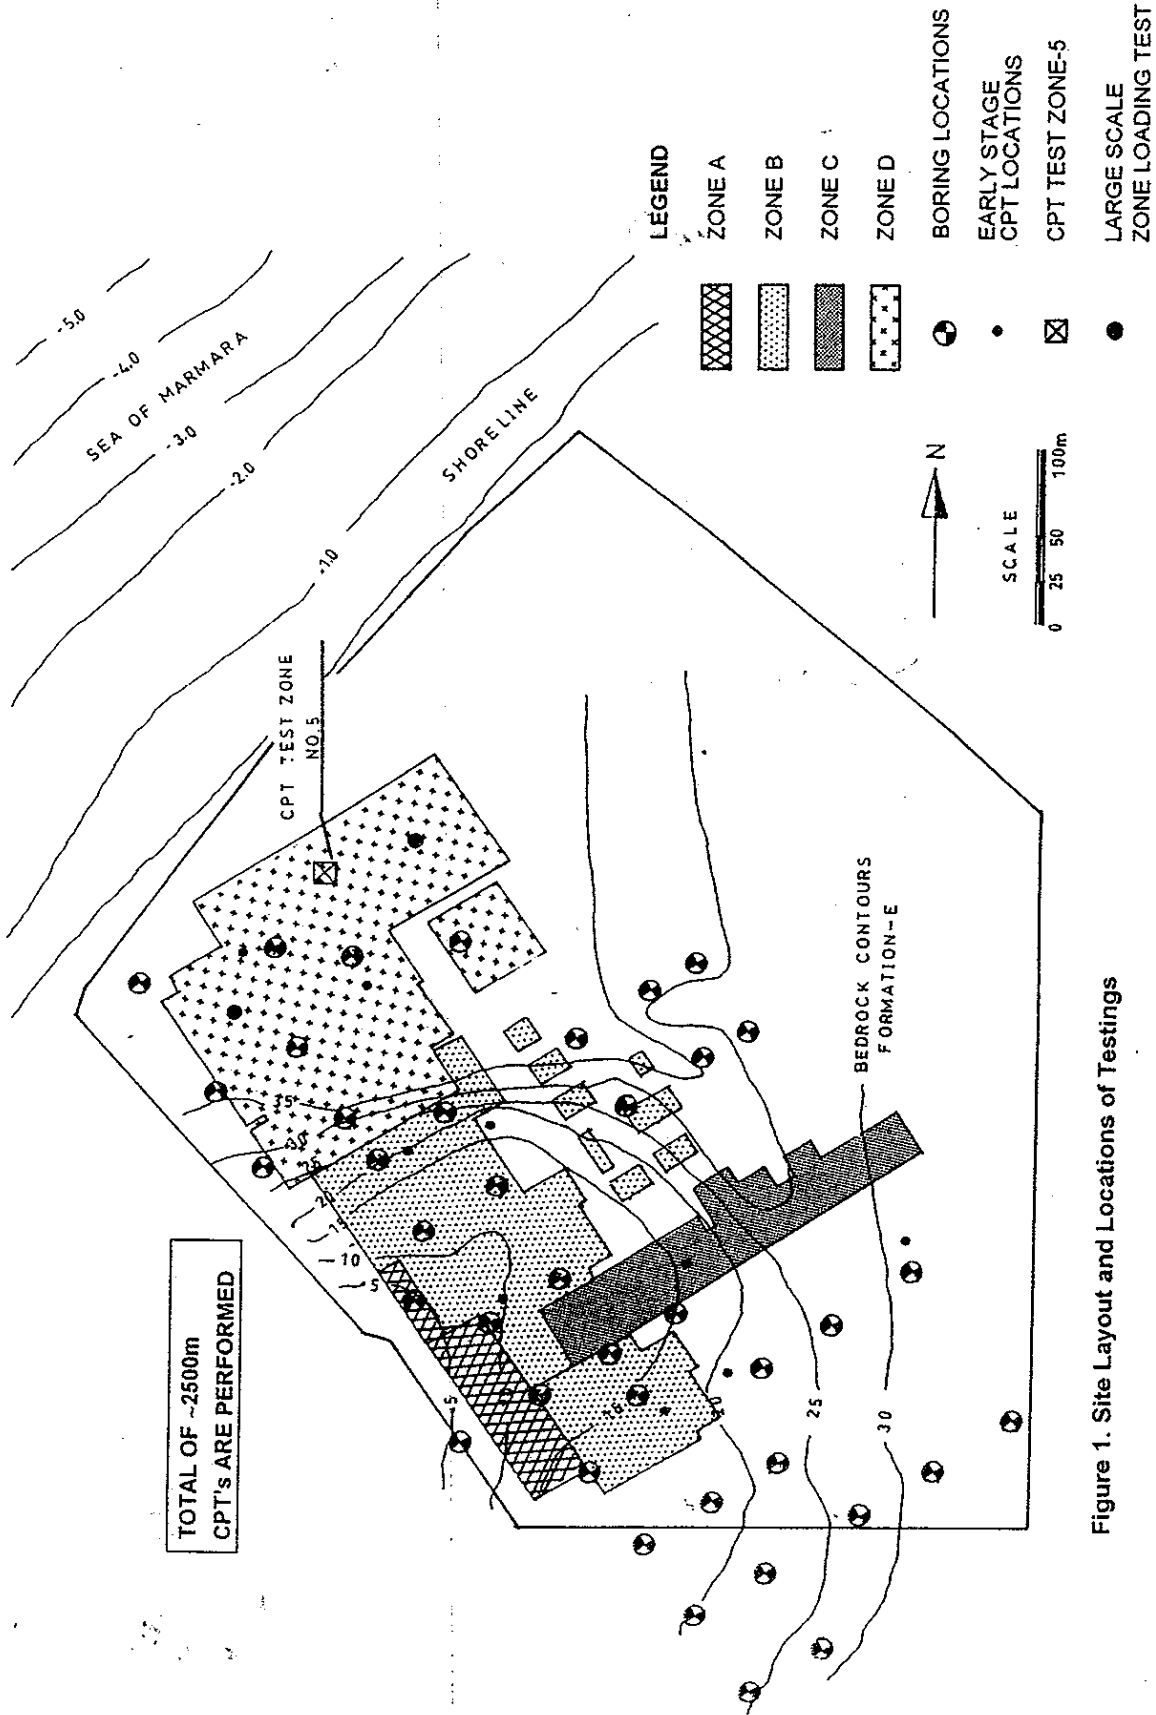 TOTAL OF ~2500m
CPT's ARE PERFORMED
-5.0
-4.0
SEA OF MARMARA
-3.0
-2.0
SHORELINE
-1.0
CPT TEST ZONE
NO.5
35
30
25
20
15
10
5
5
10
20
25
30
BEDROCK CONTOURS
FORMATION-E
N
SCALE
0 25 50 100m
LEGEND
ZONE A
ZONE B
ZONE C
ZONE D
BORING LOCATIONS
EARLY STAGE
CPT LOCATIONS
CPT TEST ZONE-5
LARGE SCALE
ZONE LOADING TEST
Figure 1. Site Layout and Locations of Testings